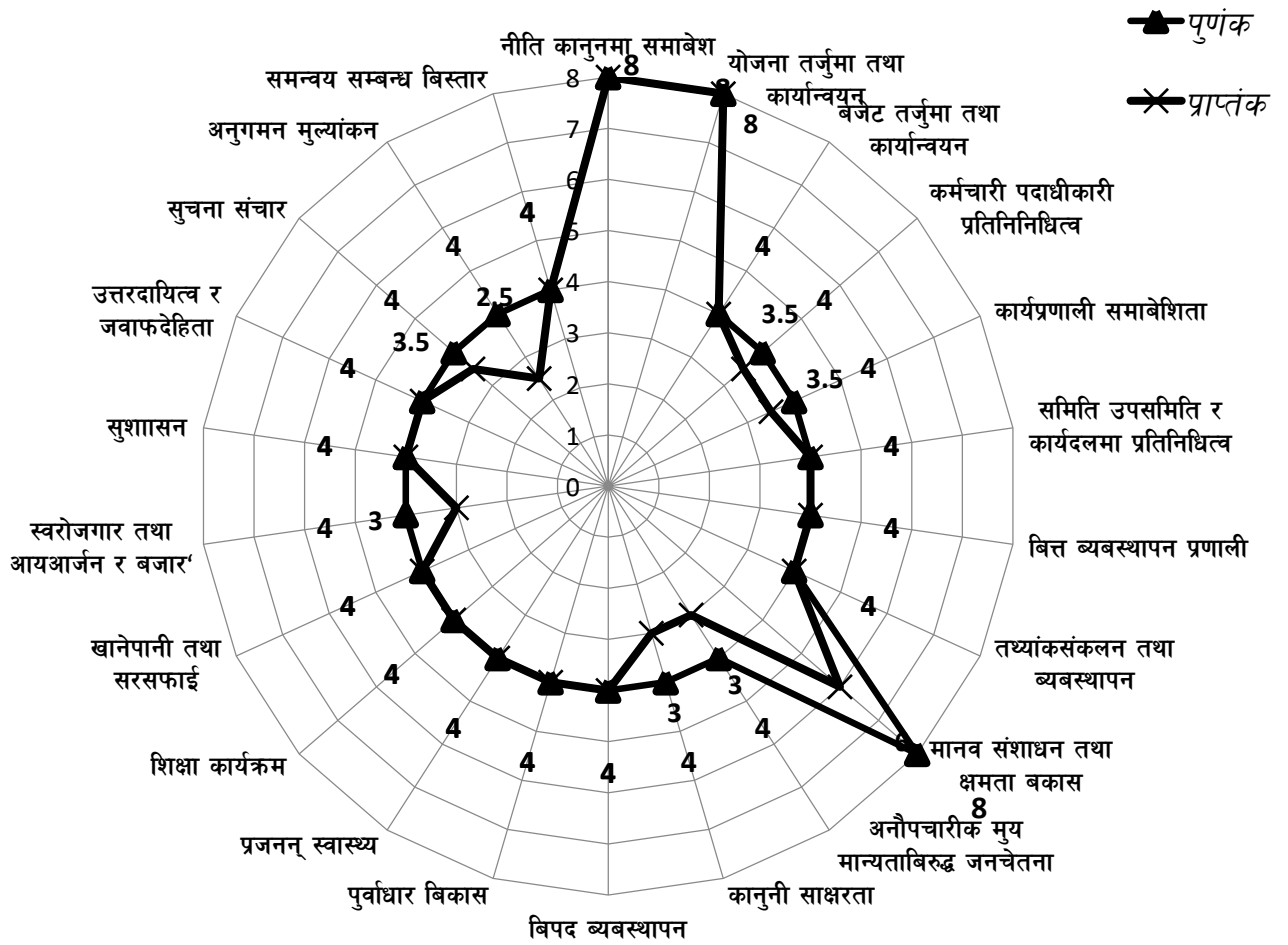 पुणंक
प्राप्तंक
नीति कानुनमा समाबेश
योजना तर्जुमा तथा
कार्यान्वयन
बजेट तर्जुमा तथा
कार्यान्वयन
कर्मचारी पदाधीकारी
प्रतिनिनिधित्व
कार्यप्रणाली समाबेशिता
समिति उपसमिति र
कार्यदलमा प्रतिनिधित्व
बित्त ब्यबस्थापन प्रणाली
तथ्यांकसंकलन तथा
ब्यबस्थापन
मानव संशाधन तथा
क्षमता बकास
अनौपचारीक मुय
मान्यताबिरुद्ध जनचेतना
कानुनी साक्षरता
बिपद ब्यबस्थापन
पुर्वाधार बिकास
प्रजनन् स्वास्थ्य
शिक्षा कार्यक्रम
खानेपानी तथा
सरसफाई
स्वरोजगार तथा
आयआर्जन र बजार‘
सुशाासन
उत्तरदायित्व र
जवाफदेहिता
सुचना संचार
अनुगमन मुल्यांकन
समन्वय सम्बन्ध बिस्तार
8
7
6
5
4
3
2
1
0
8
8
4
4
4
4
4
4
8
4
4
4
4
4
4
4
4
4
4
4
4
4
4
8
3.5
3.5
6
3
3
3
3.5
2.5